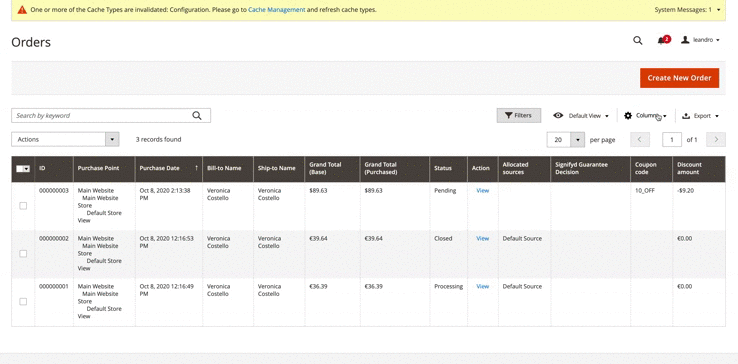 One or more of the Cache Types are invalidated: Configuration. Please go to Cache Management and refresh cache types.
System Messages: 1
Orders
2
leandro
Create New Order
Search by keyword
Filters
Default View
Columns
Export
Actions
3 records found
20
per page
1
of 1
ID
Purchase Point
Purchase Date
Bill-to Name
Ship-to Name
Grand Total (Base)
Grand Total (Purchased)
Status
Action
Allocated sources
Signifyd Guarantee Decision
Coupon code
Discount amount
000000003
Main Website
Main Website Store
Default Store View
Oct 8, 2020 2:13:38 PM
Veronica Costello
Veronica Costello
$89.63
$89.63
Pending
View
10_OFF
-$9.20
000000002
Main Website
Main Website Store
Default Store View
Oct 8, 2020 12:16:53 PM
Veronica Costello
Veronica Costello
€39.64
€39.64
Closed
View
Default Source
€0.00
000000001
Main Website
Main Website Store
Default Store View
Oct 8, 2020 12:16:49 PM
Veronica Costello
Veronica Costello
€36.39
€36.39
Processing
View
Default Source
€0.00